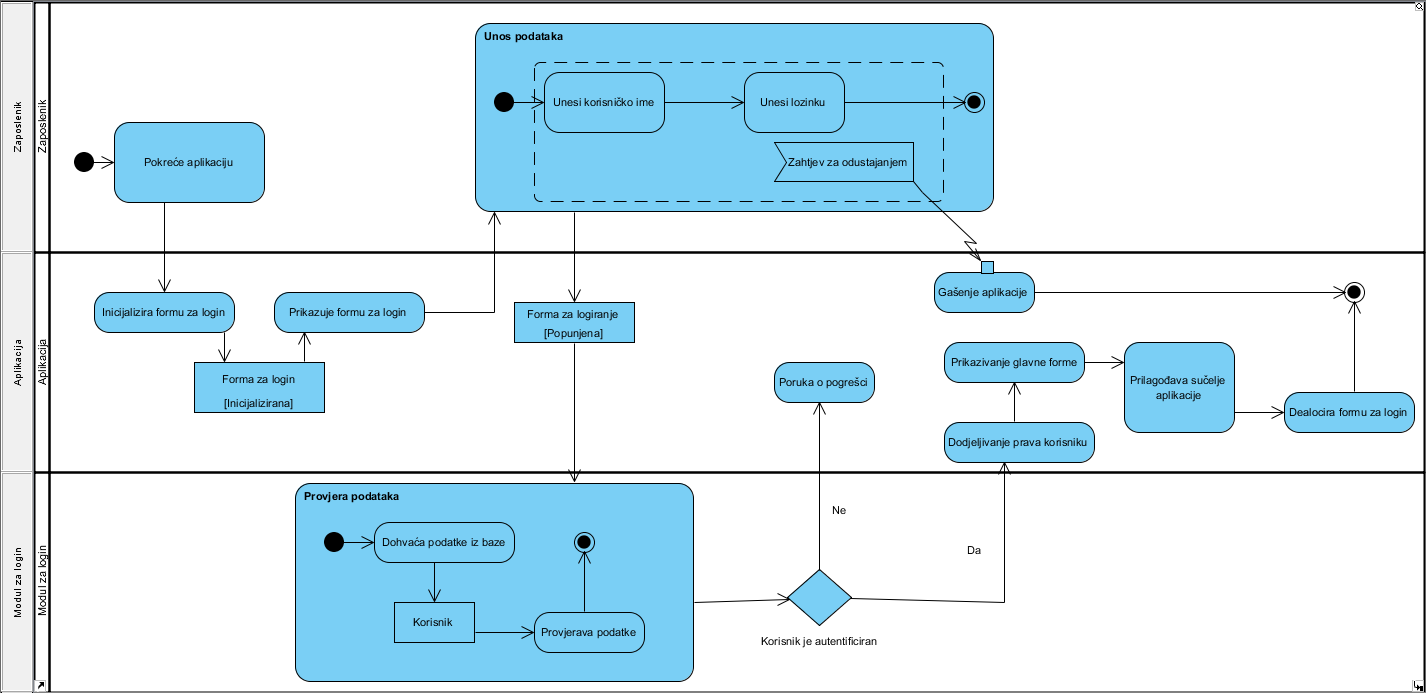 Zaposlenik
Zaposlenik
Pokreće aplikaciju
Unos podataka
Unesi korisničko ime
Unesi lozinku
Zahtjev za odustajanjem
Aplikacija
Aplikacija
Inicijalizira formu za login
Forma za login
[Inicijalizirana]
Prikazuje formu za login
Forma za logiranje
[Popunjena]
Gašenje aplikacije
Poruka o pogrešci
Prikazivanje glavne forme
Prilagođava sučelje
aplikacije
Dodjeljivanje prava korisniku
Dealocira formu za login
Modul za login
Modul za login
Provjera podataka
Dohvaća podatke iz baze
Korisnik
Provjerava podatke
Ne
Da
Korisnik je autentificiran